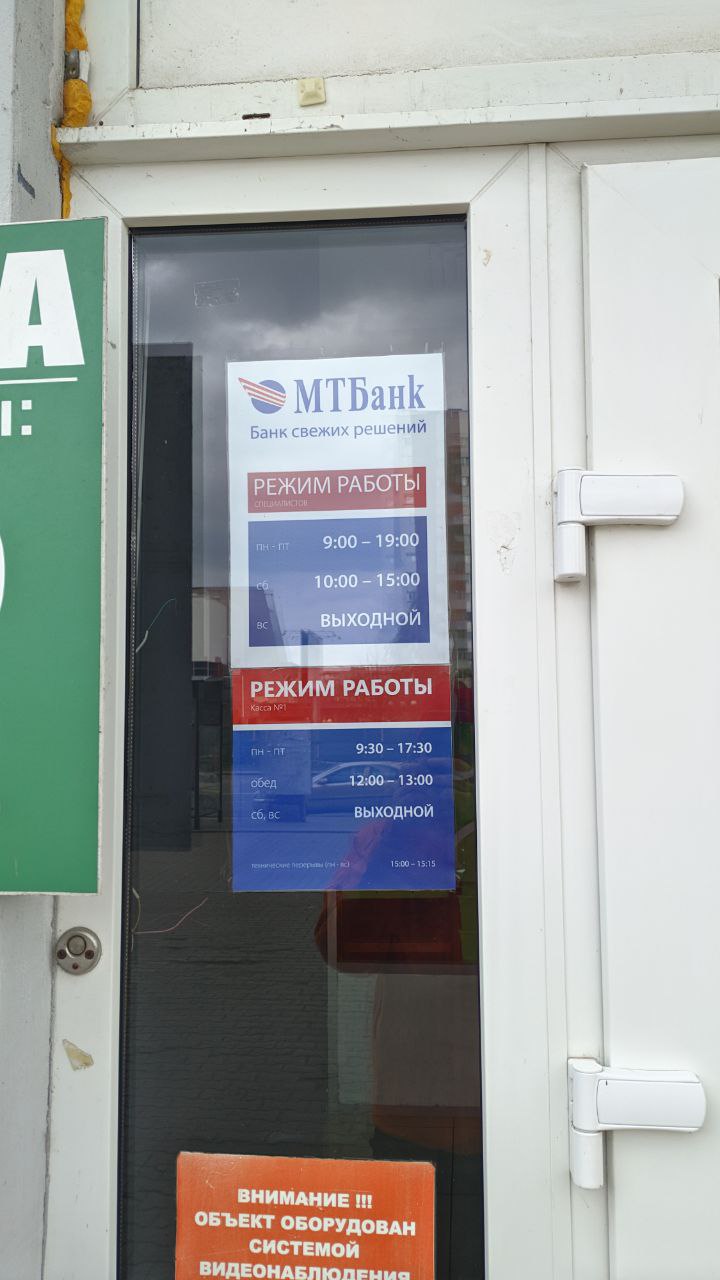 А
МТБанк
Банк свежих решений
РЕЖИМ РАБОТЫ
СПЕЦИАЛИСТОВ
пн - пт 9:00 – 19:00
сб 10:00 – 15:00
вс ВЫХОДНОЙ
РЕЖИМ РАБОТЫ
Касса №1
пн - пт 9:30 – 17:30
обед 12:00 – 13:00
сб, вс ВЫХОДНОЙ
технические перерывы (пн - вс) 15:00 – 15:15
ВНИМАНИЕ !!!
ОБЪЕКТ ОБОРУДОВАН
СИСТЕМОЙ
ВИДЕОНАБЛЮДЕНИЯ